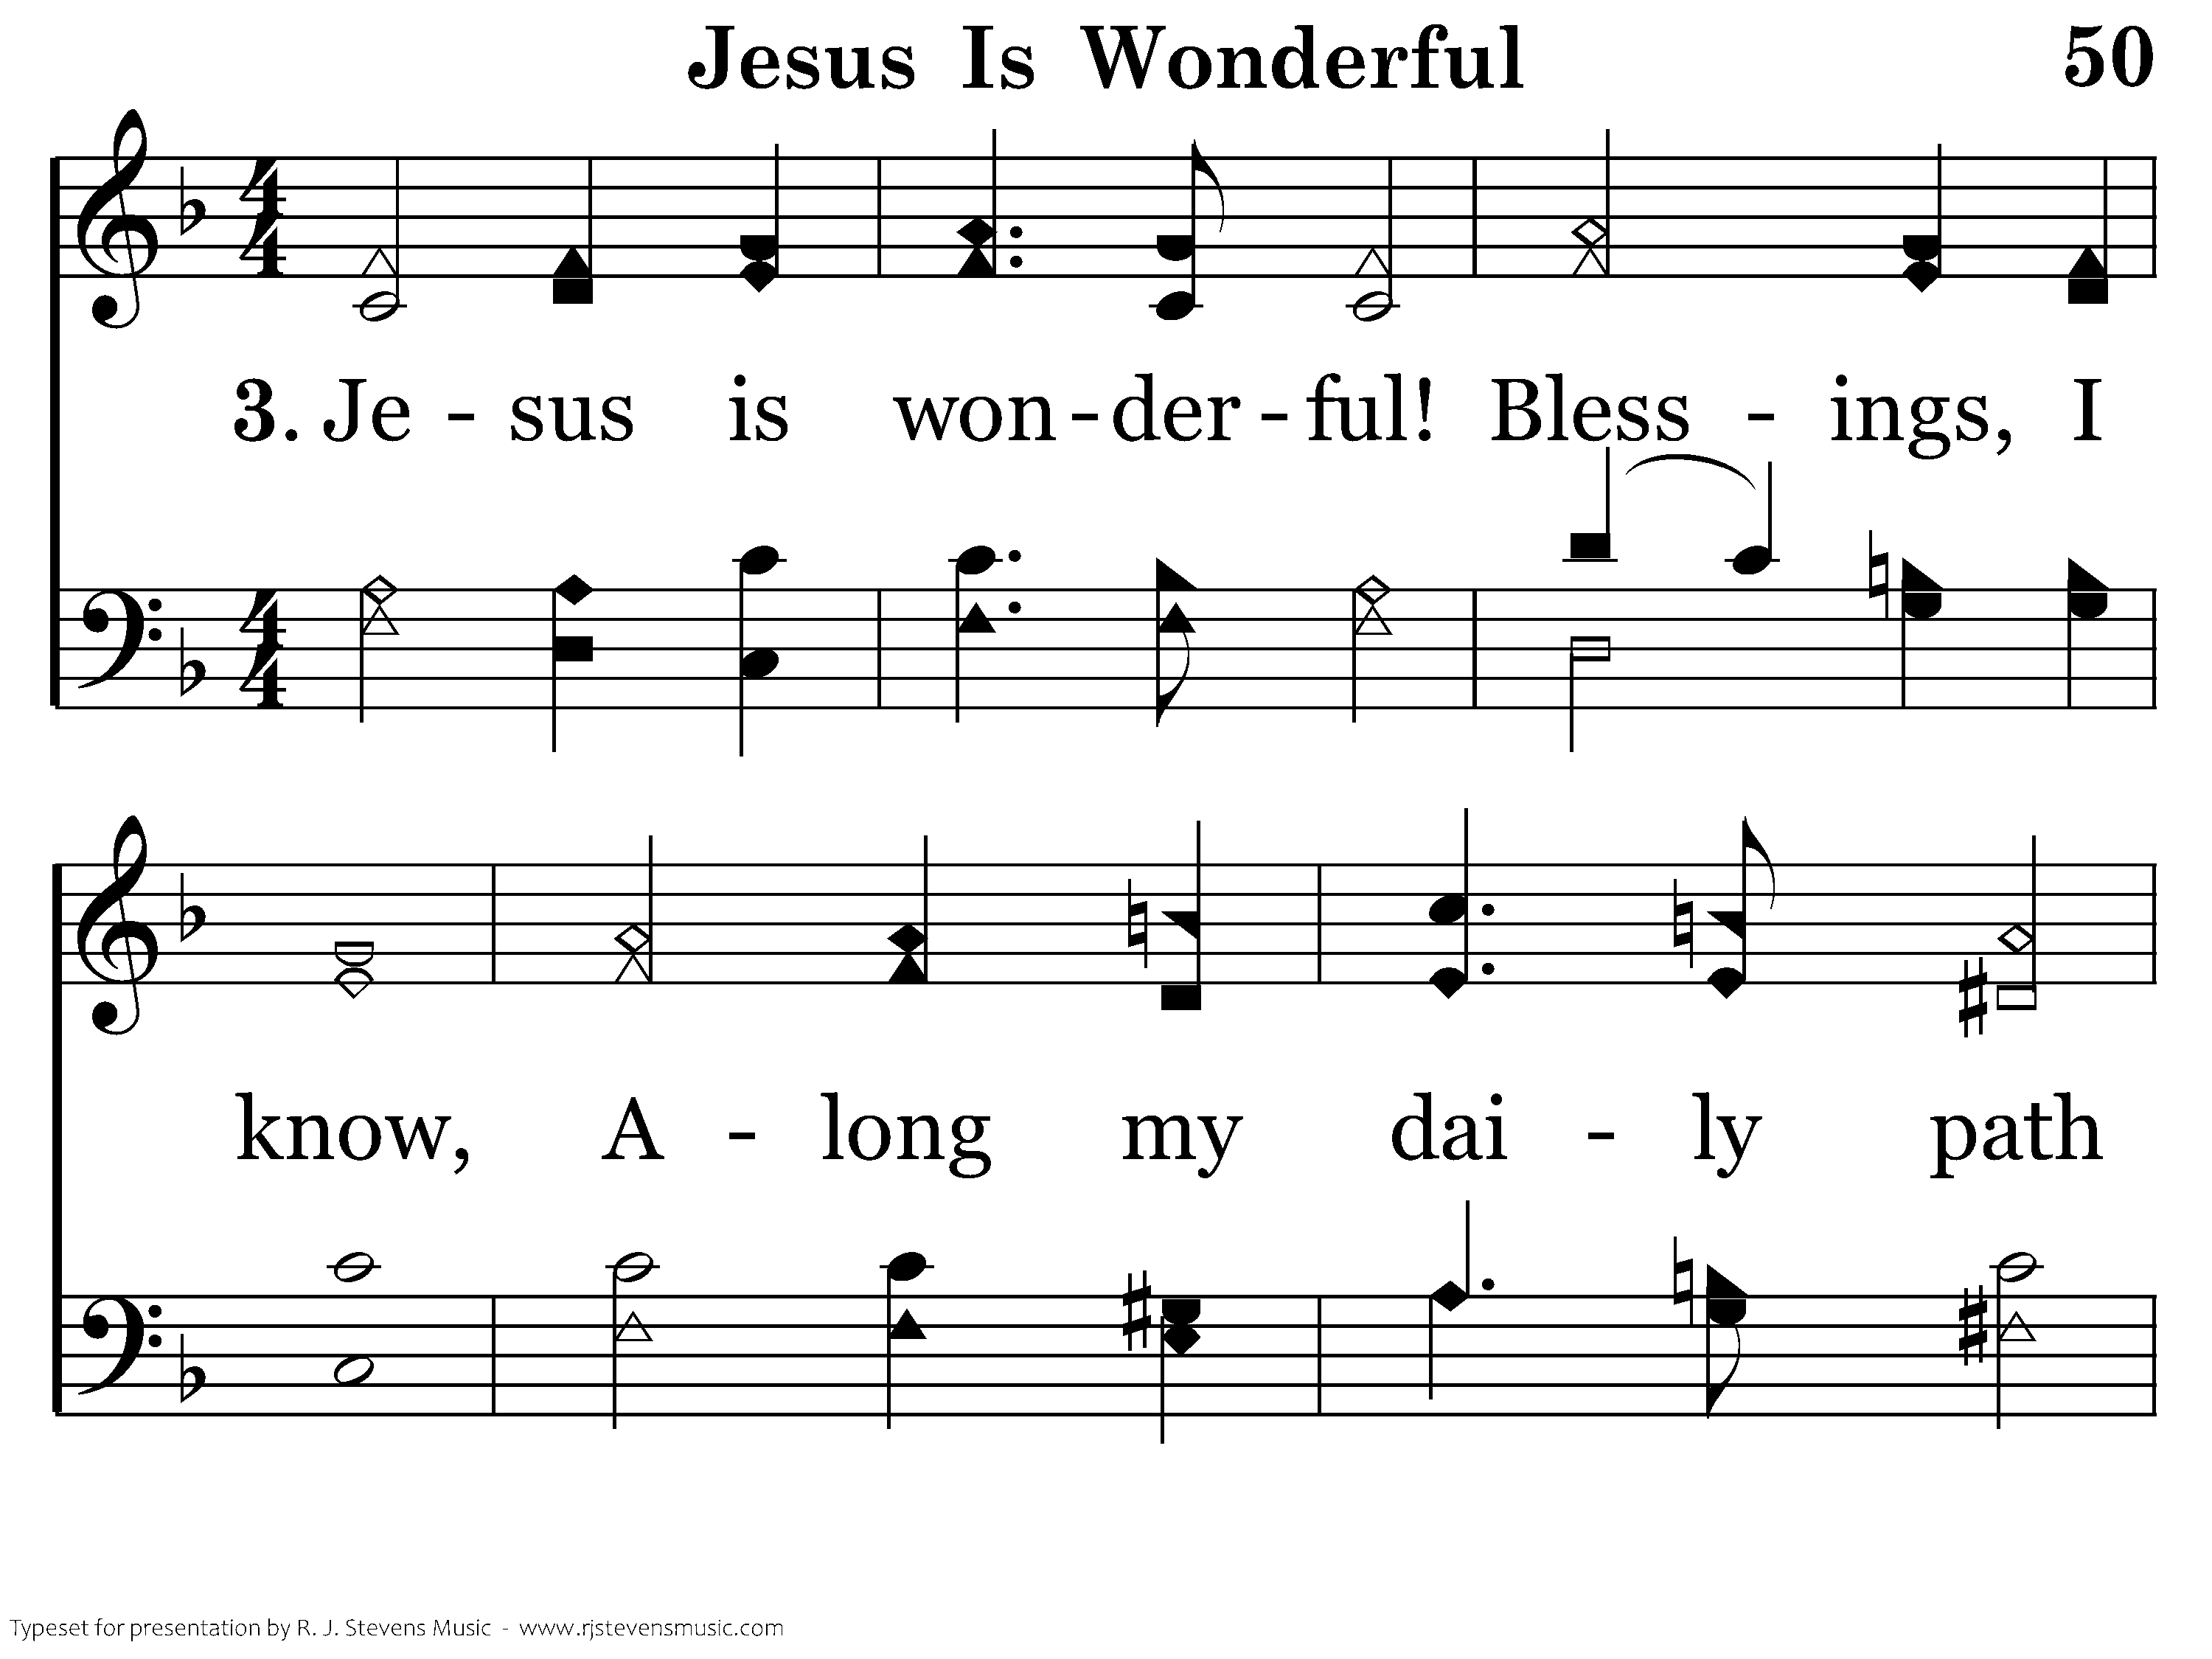 Jesus Is Wonderful 50
3. Je - sus is won - der - ful! Bless - ings, I
know, A - long my dai - ly path
Typeset for presentation by R. J. Stevens Music - www.rjstevensmusic.com